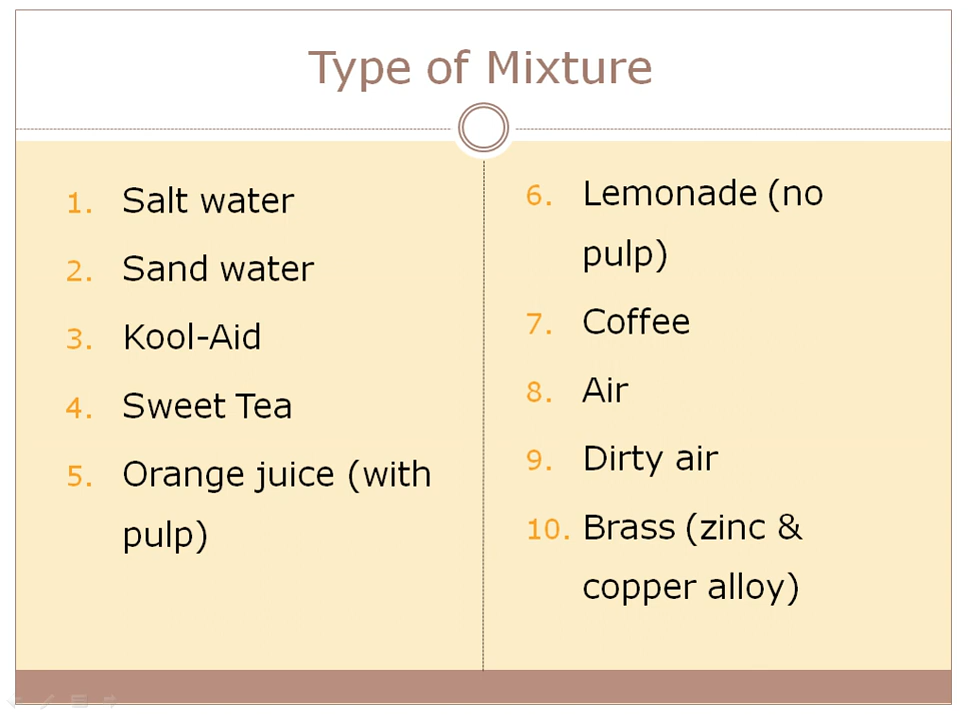 Type of Mixture
1. Salt water
2. Sand water
3. Kool-Aid
4. Sweet Tea
5. Orange juice (with
pulp)
6. Lemonade (no
pulp)
7. Coffee
8. Air
9. Dirty air
10. Brass (zinc &
copper alloy)